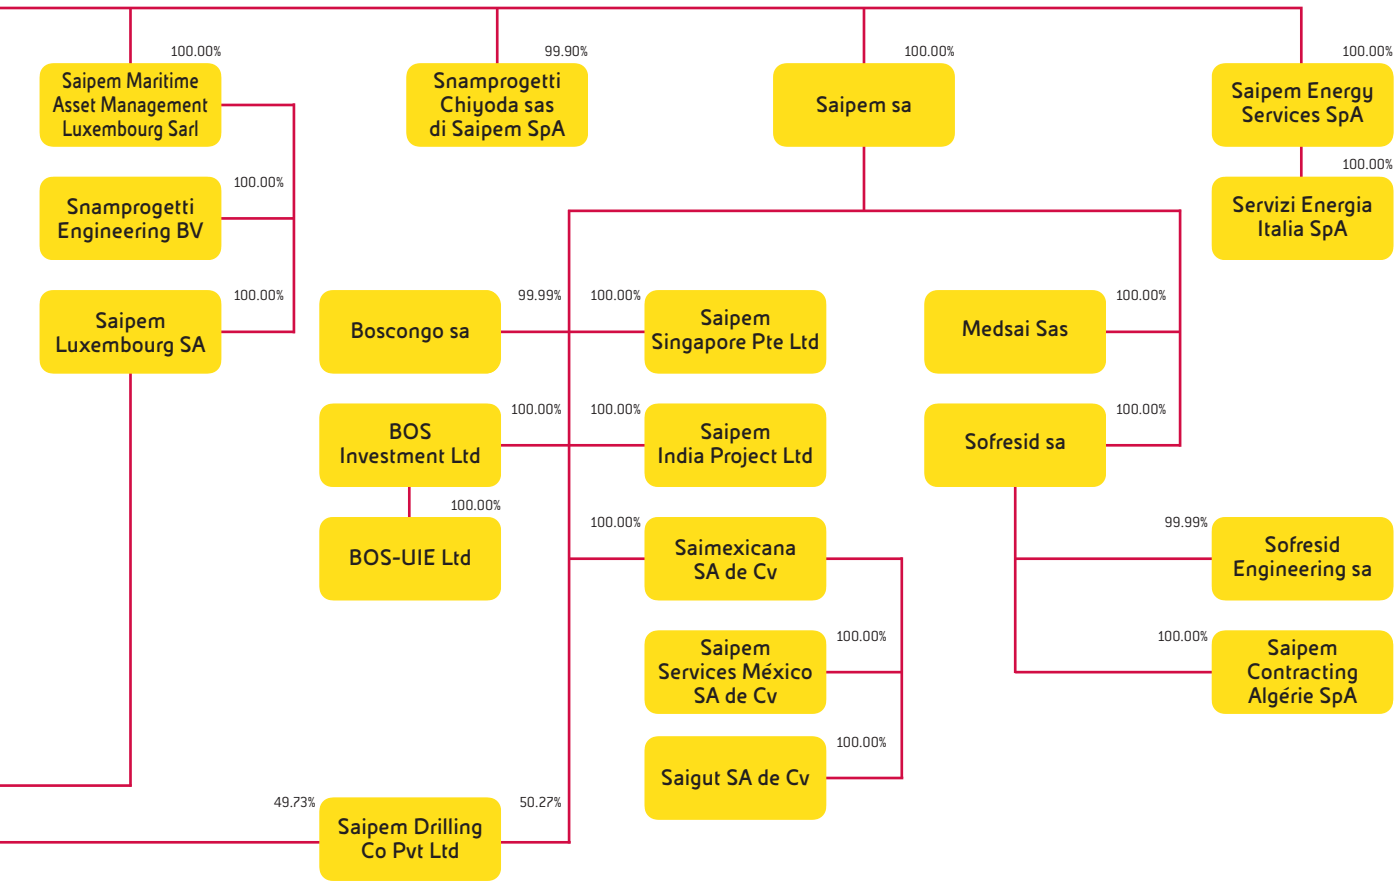 100.00%
99.90%
100.00%
100.00%
Saipem Maritime
Asset Management
Luxembourg Sarl
Snamprogetti
Chiyoda sas
di Saipem SpA
Saipem sa
Saipem Energy
Services SpA
100.00%
100.00%
Snamprogetti
Engineering BV
Servizi Energia
Italia SpA
100.00%
99.99%
100.00%
100.00%
Saipem
Luxembourg SA
Boscongo sa
Saipem
Singapore Pte Ltd
Medsai Sas
100.00%
100.00%
100.00%
BOS
Investment Ltd
Saipem
India Project Ltd
Sofresid sa
100.00%
100.00%
99.99%
BOS-UIE Ltd
Saimexicana
SA de Cv
Sofresid
Engineering sa
100.00%
100.00%
Saipem
Services México
SA de Cv
Saipem
Contracting
Algérie SpA
100.00%
Saigut SA de Cv
49.73%
50.27%
Saipem Drilling
Co Pvt Ltd